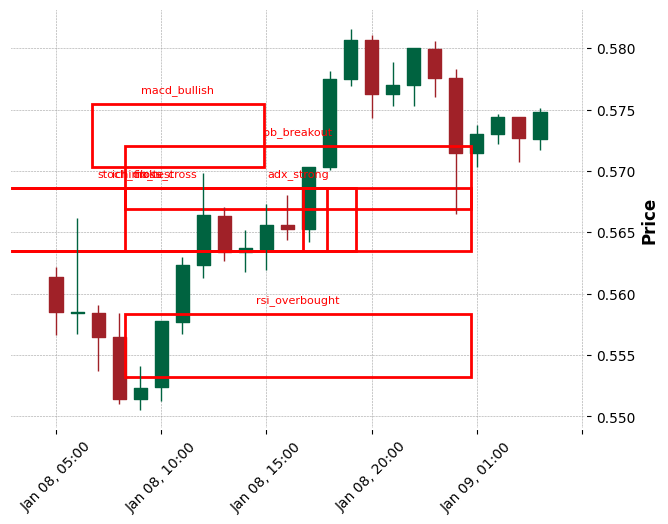 macd_bullish
bb_breakout
adx_strong
rsi_overbought
0.580
0.575
0.570
0.565
0.560
0.555
0.550
Price
Jan 08, 05:00
Jan 08, 10:00
Jan 08, 15:00
Jan 08, 20:00
Jan 09, 01:00